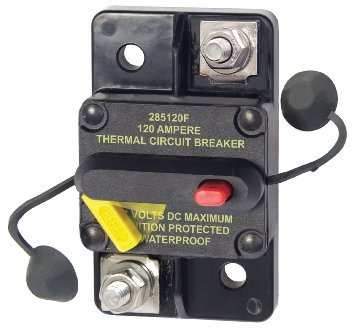 285120F
120 AMPERE
THERMAL CIRCUIT BREAKER
VOLTS DC MAXIMUM
PROTECTED
WATERPROOF